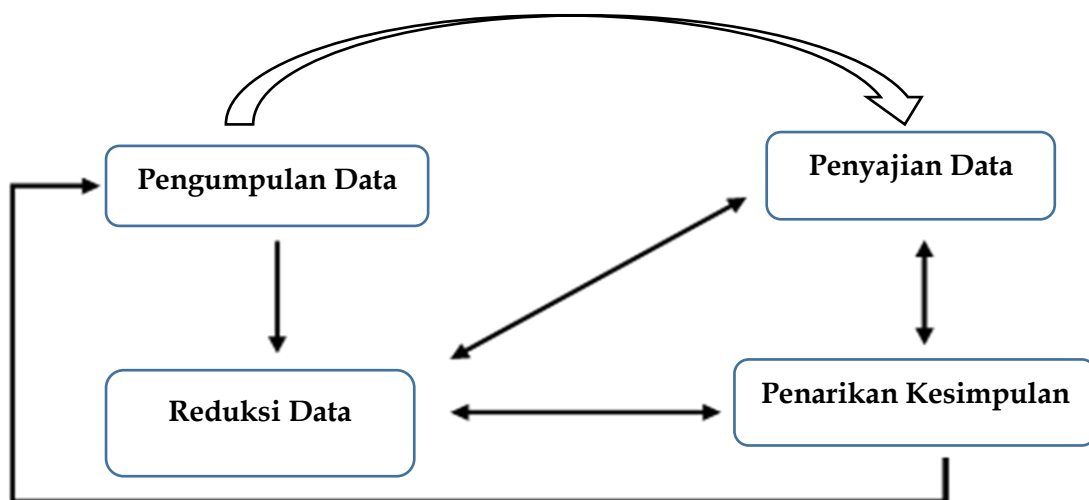 Pengumpulan Data
Penyajian Data
Reduksi Data
Penarikan Kesimpulan